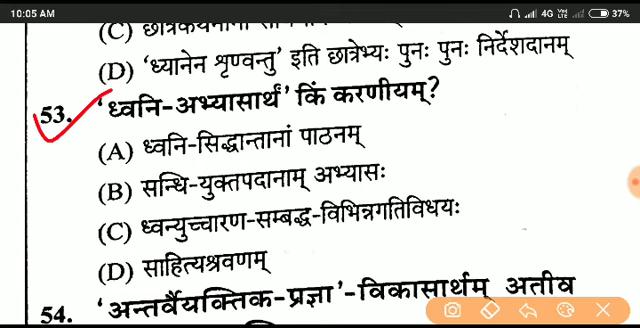 10:05 AM 4G VoLTE 37%
(C)
(D) 'ध्यानेन शृण्वन्तु' इति छात्रेभ्यः पुनः पुनः निर्देशदानम्
53. 'ध्वनि-अभ्यासार्थं' किं करणीयम्?
(A) ध्वनि-सिद्धान्तानां पाठनम्
(B) सन्धि-युक्तपदानाम् अभ्यासः
(C) ध्वन्युच्चारण-सम्बद्ध-विभिन्नगतिविधयः
(D) साहित्यश्रवणम्
54. 'अन्तर्वैयक्तिक-प्रज्ञा'-विकासार्थम् अतीव